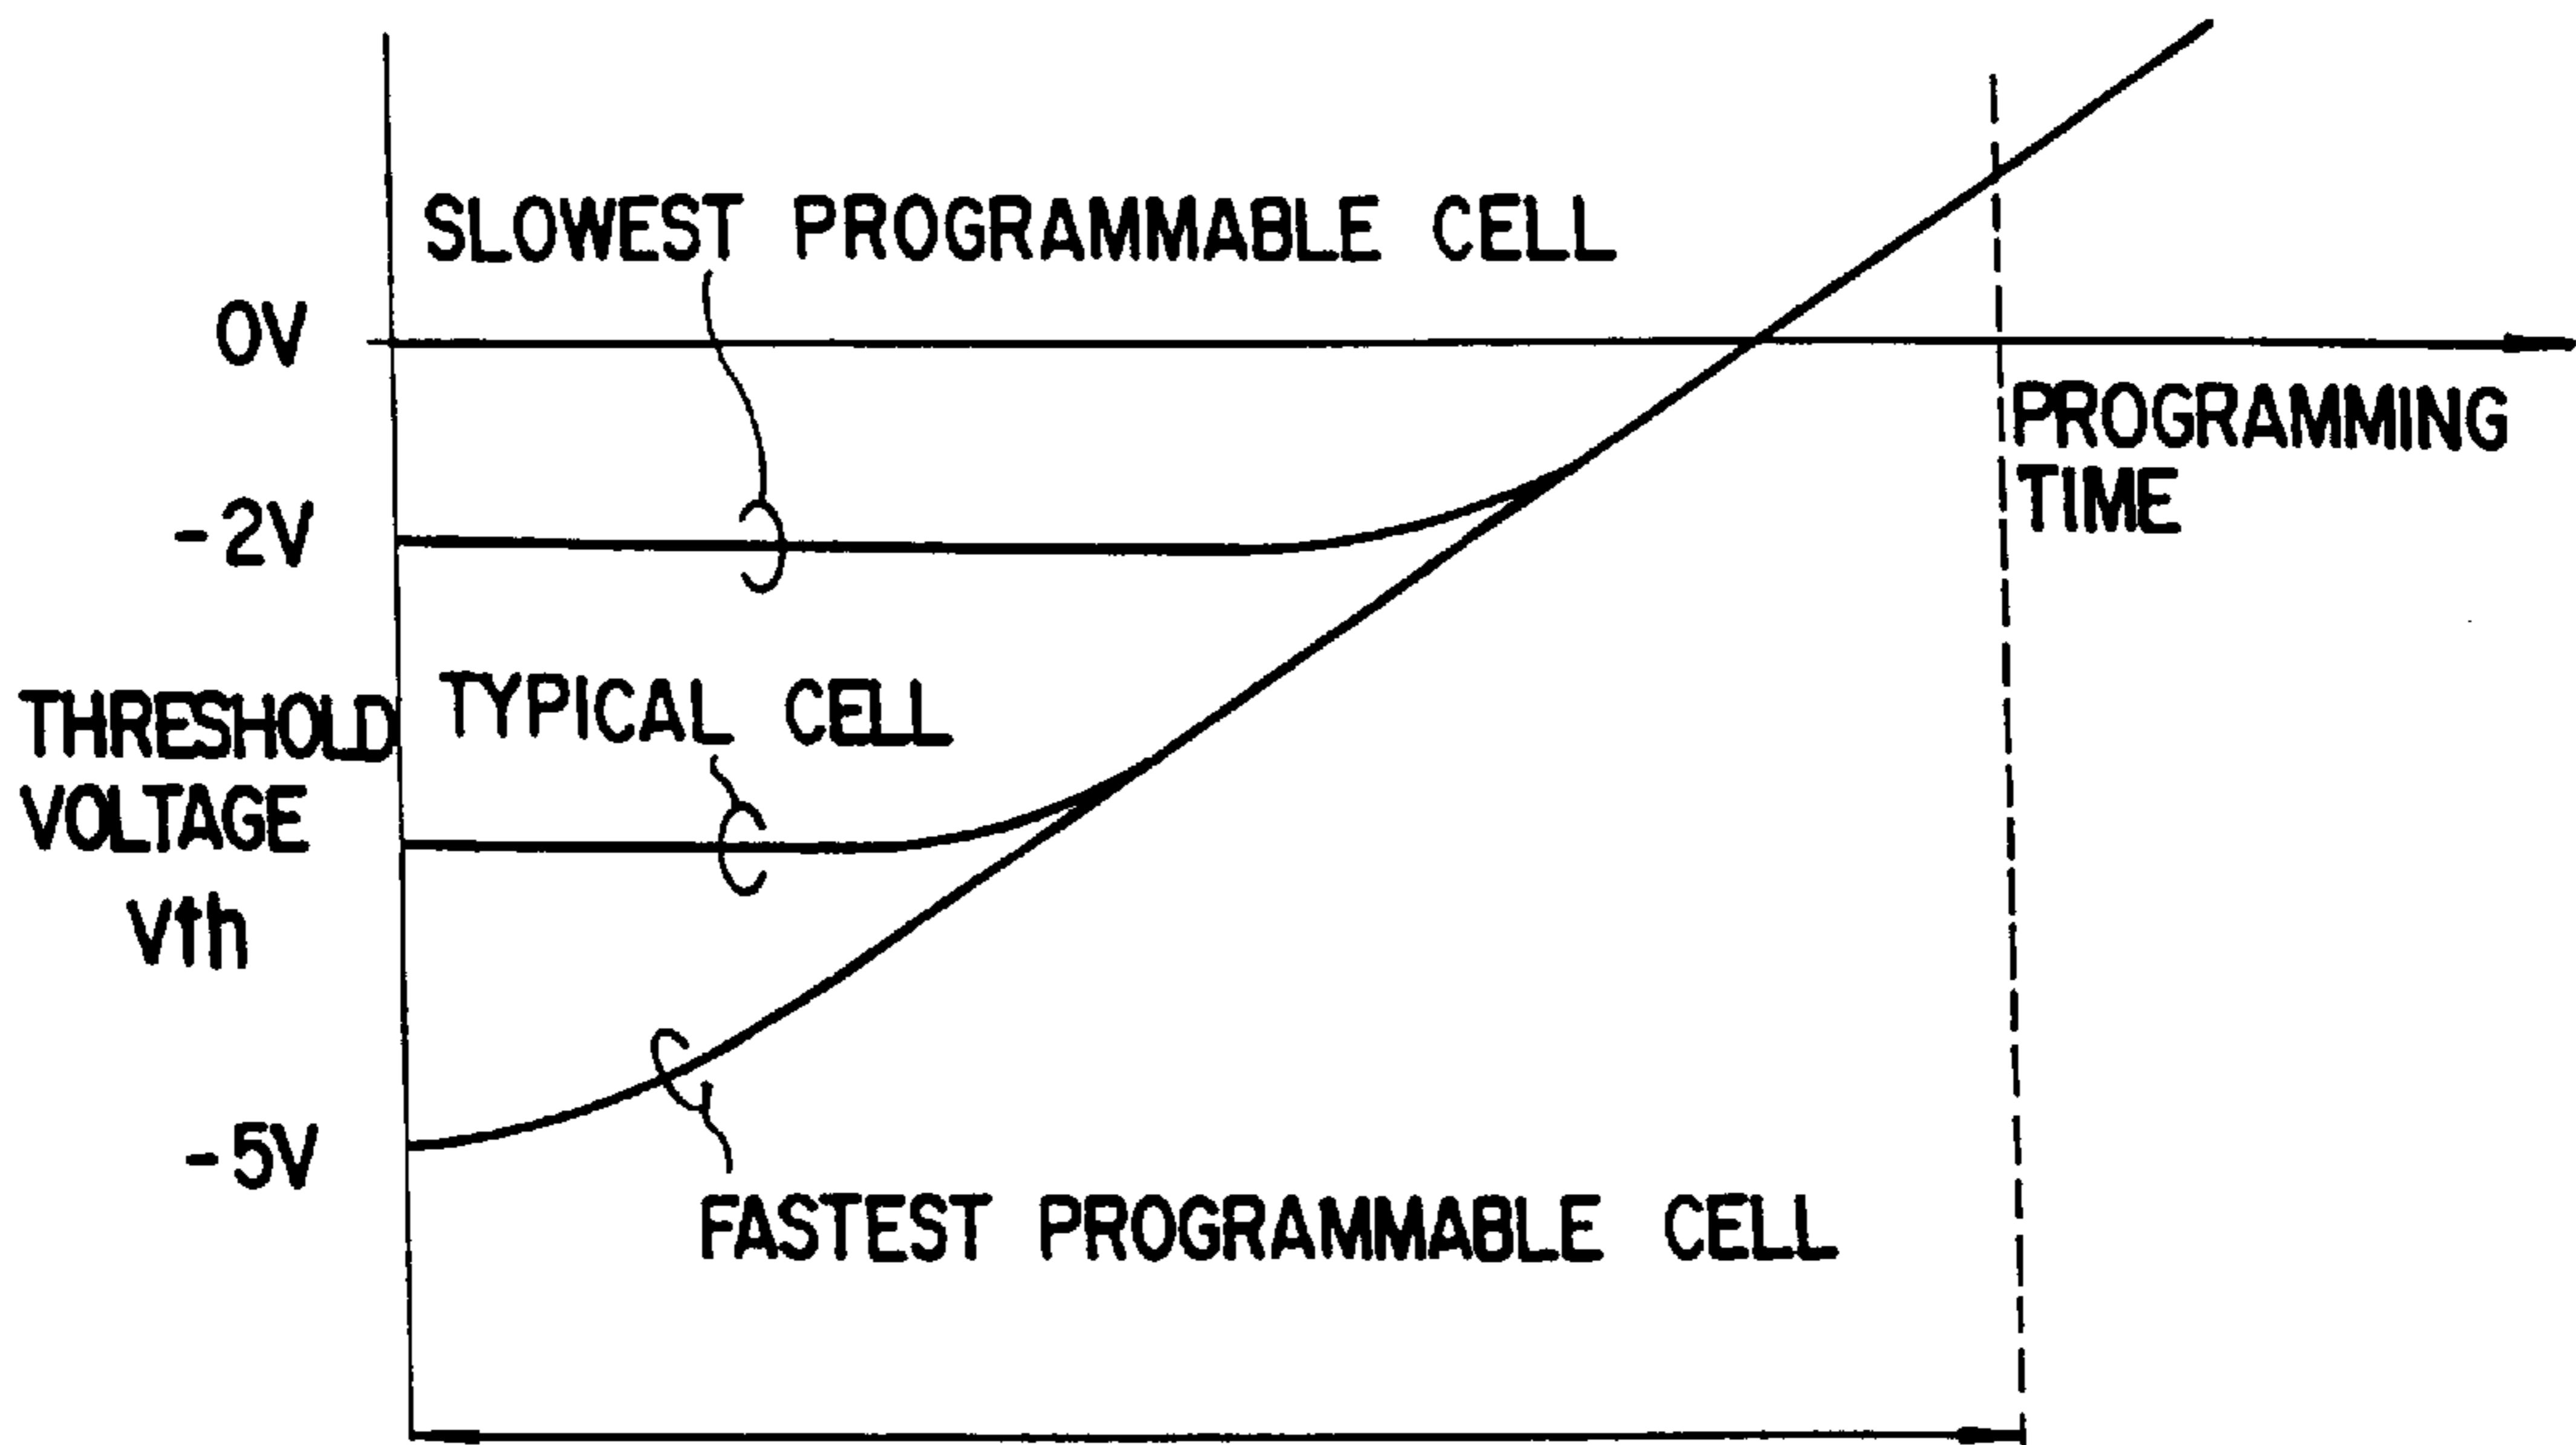 SLOWEST PROGRAMMABLE CELL
0V
PROGRAMMING
TIME
-2V
THRESHOLD
VOLTAGE
Vth
TYPICAL CELL
-5V
FASTEST PROGRAMMABLE CELL